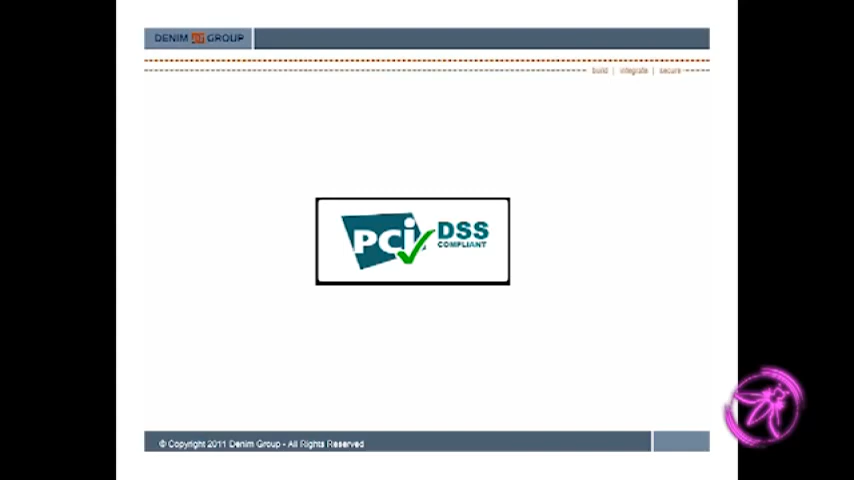 DENIM GROUP
build | integrate | secure
PCi DSS
COMPLIANT
© Copyright 2011 Denim Group - All Rights Reserved